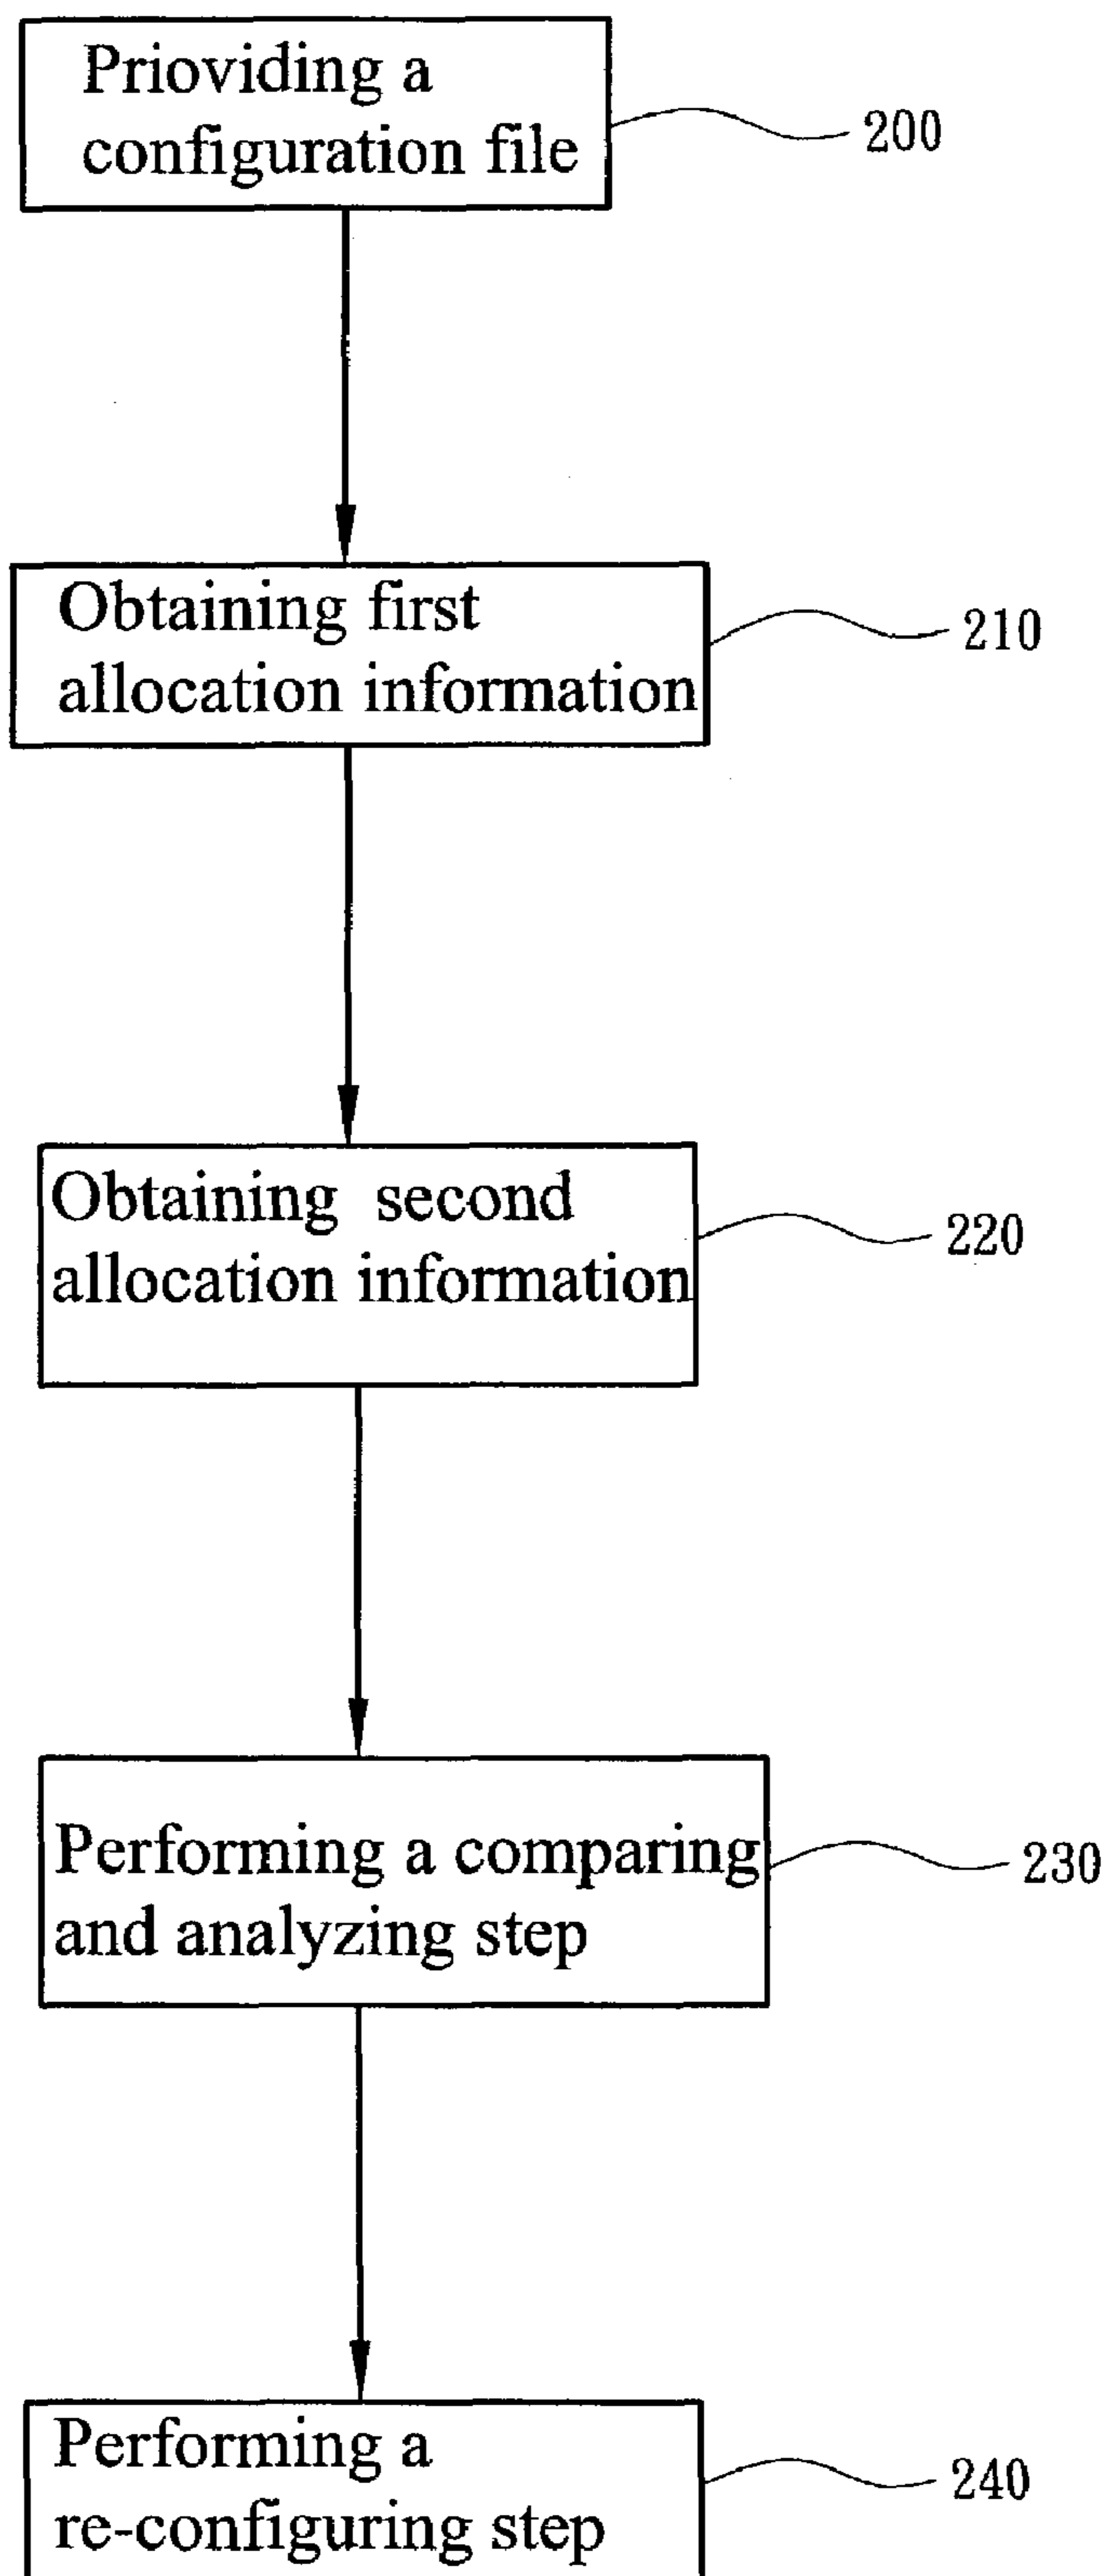 Prioviding a
configuration file
200
Obtaining first
allocation information
210
Obtaining second
allocation information
220
Performing a comparing
and analyzing step
230
Performing a
re-configuring step
240